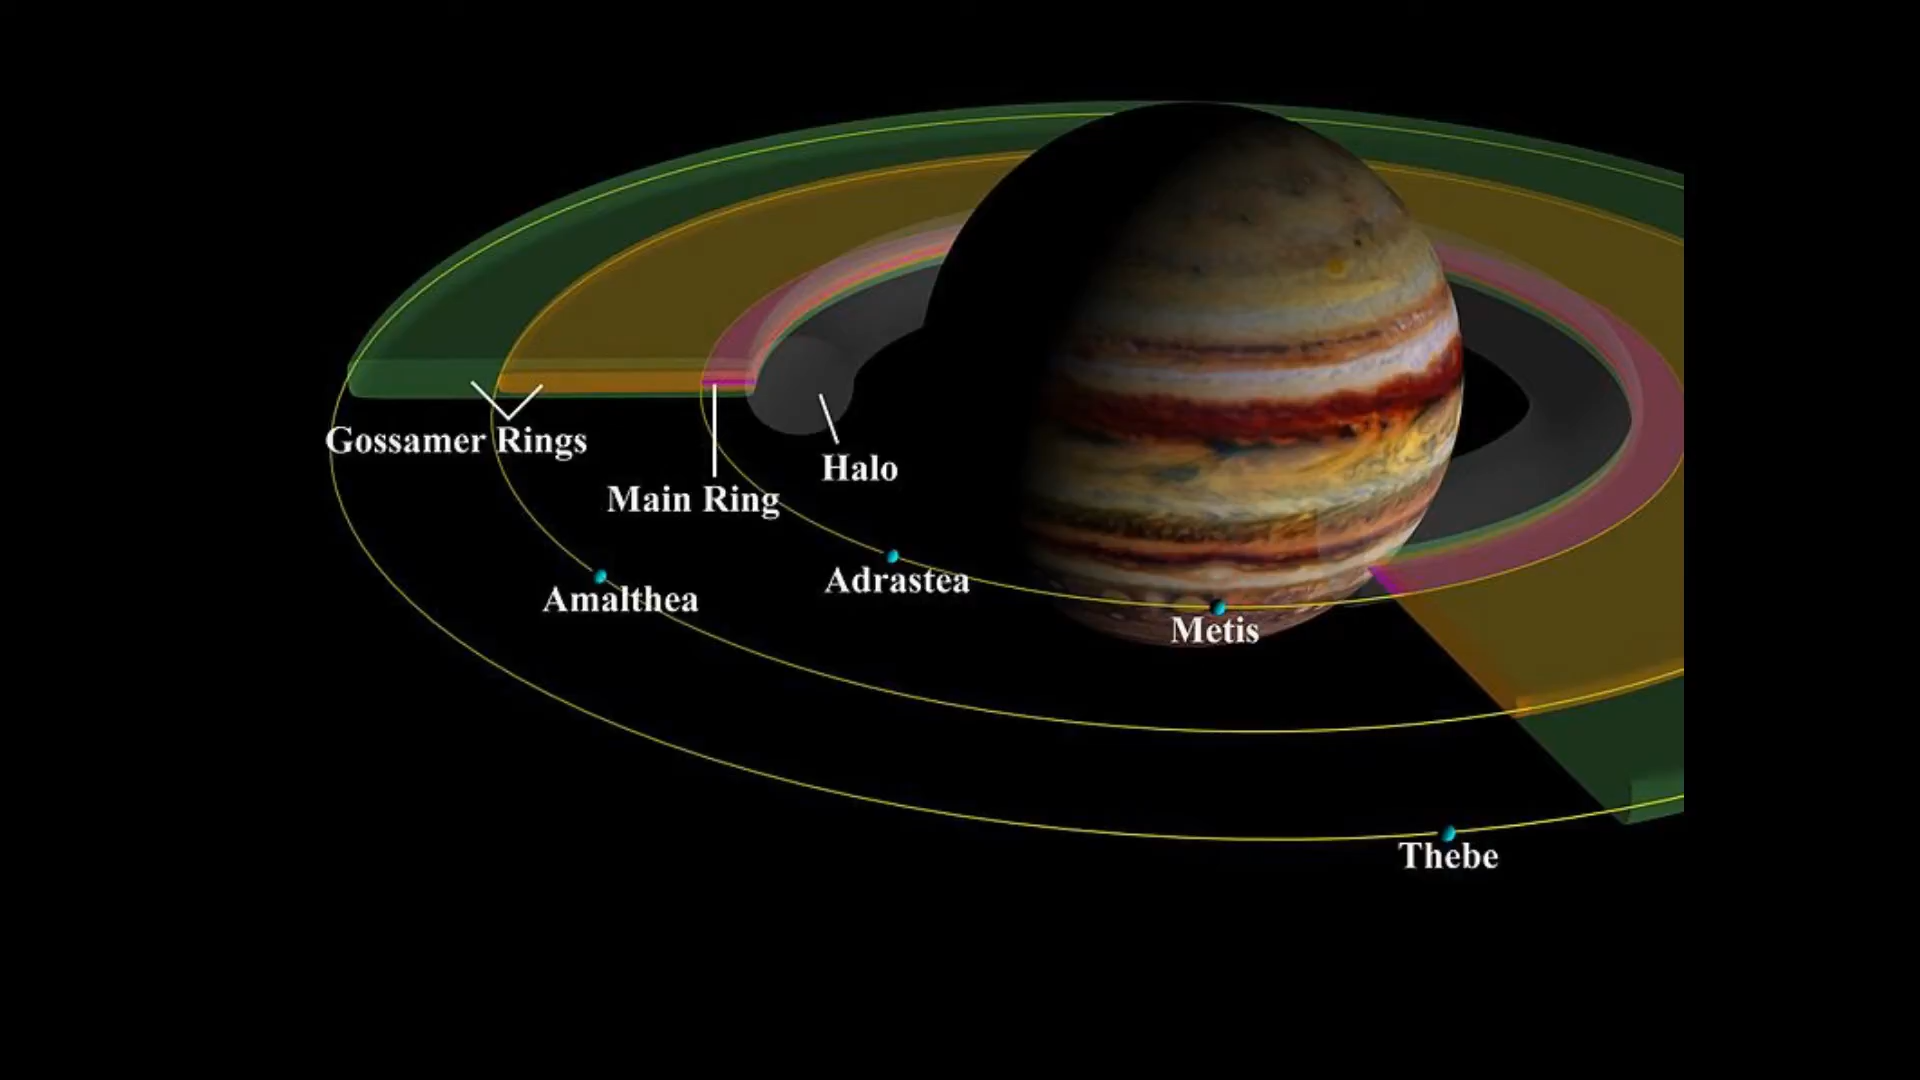 Gossamer Rings
Halo
Main Ring
Adrastea
Amalthea
Metis
Thebe